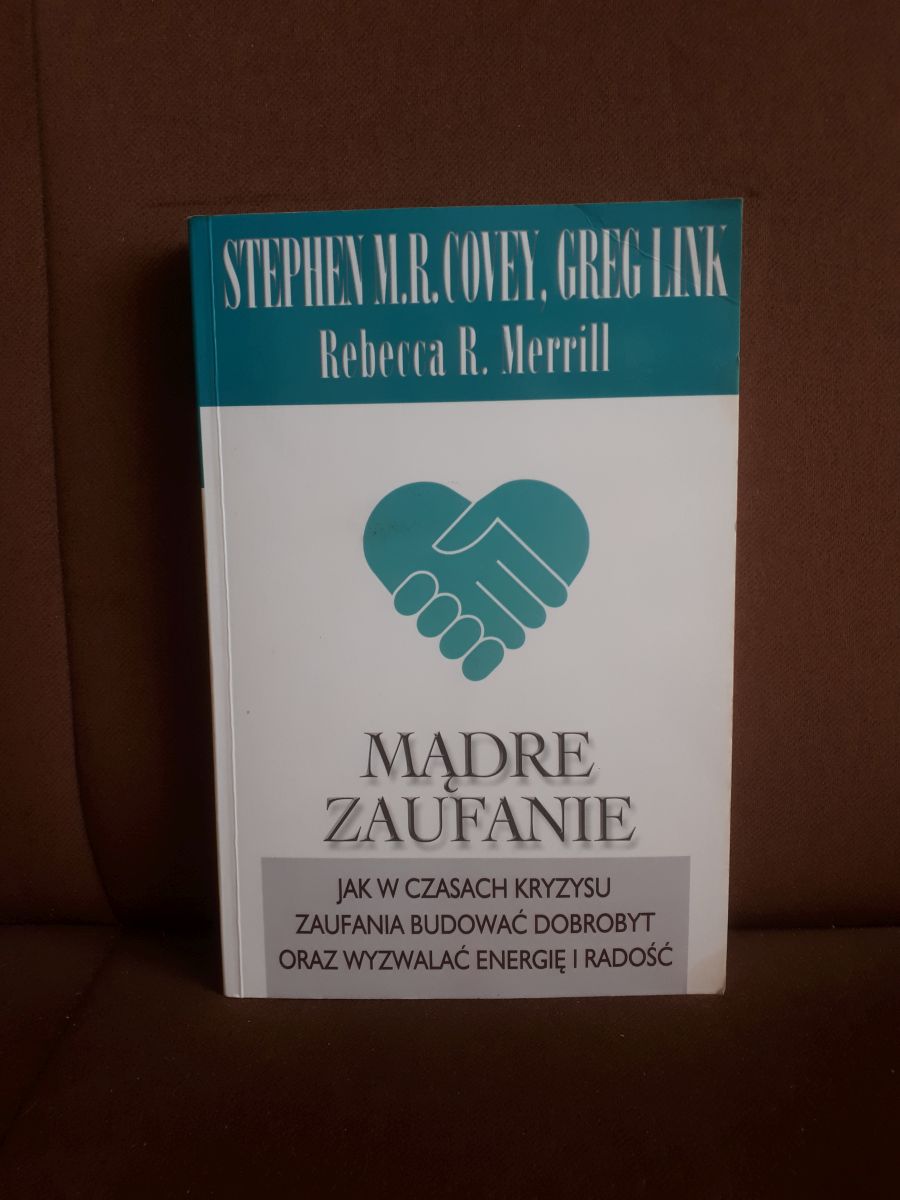 STEPHEN M.R. COVEY, GREG LINK
Rebecca R. Merrill
MĄDRE
ZAUFANIE
JAK W CZASACH KRYZYSU
ZAUFANIA BUDOWAĆ DOBROBYT
ORAZ WYZWALAĆ ENERGIĘ I RADOŚĆ